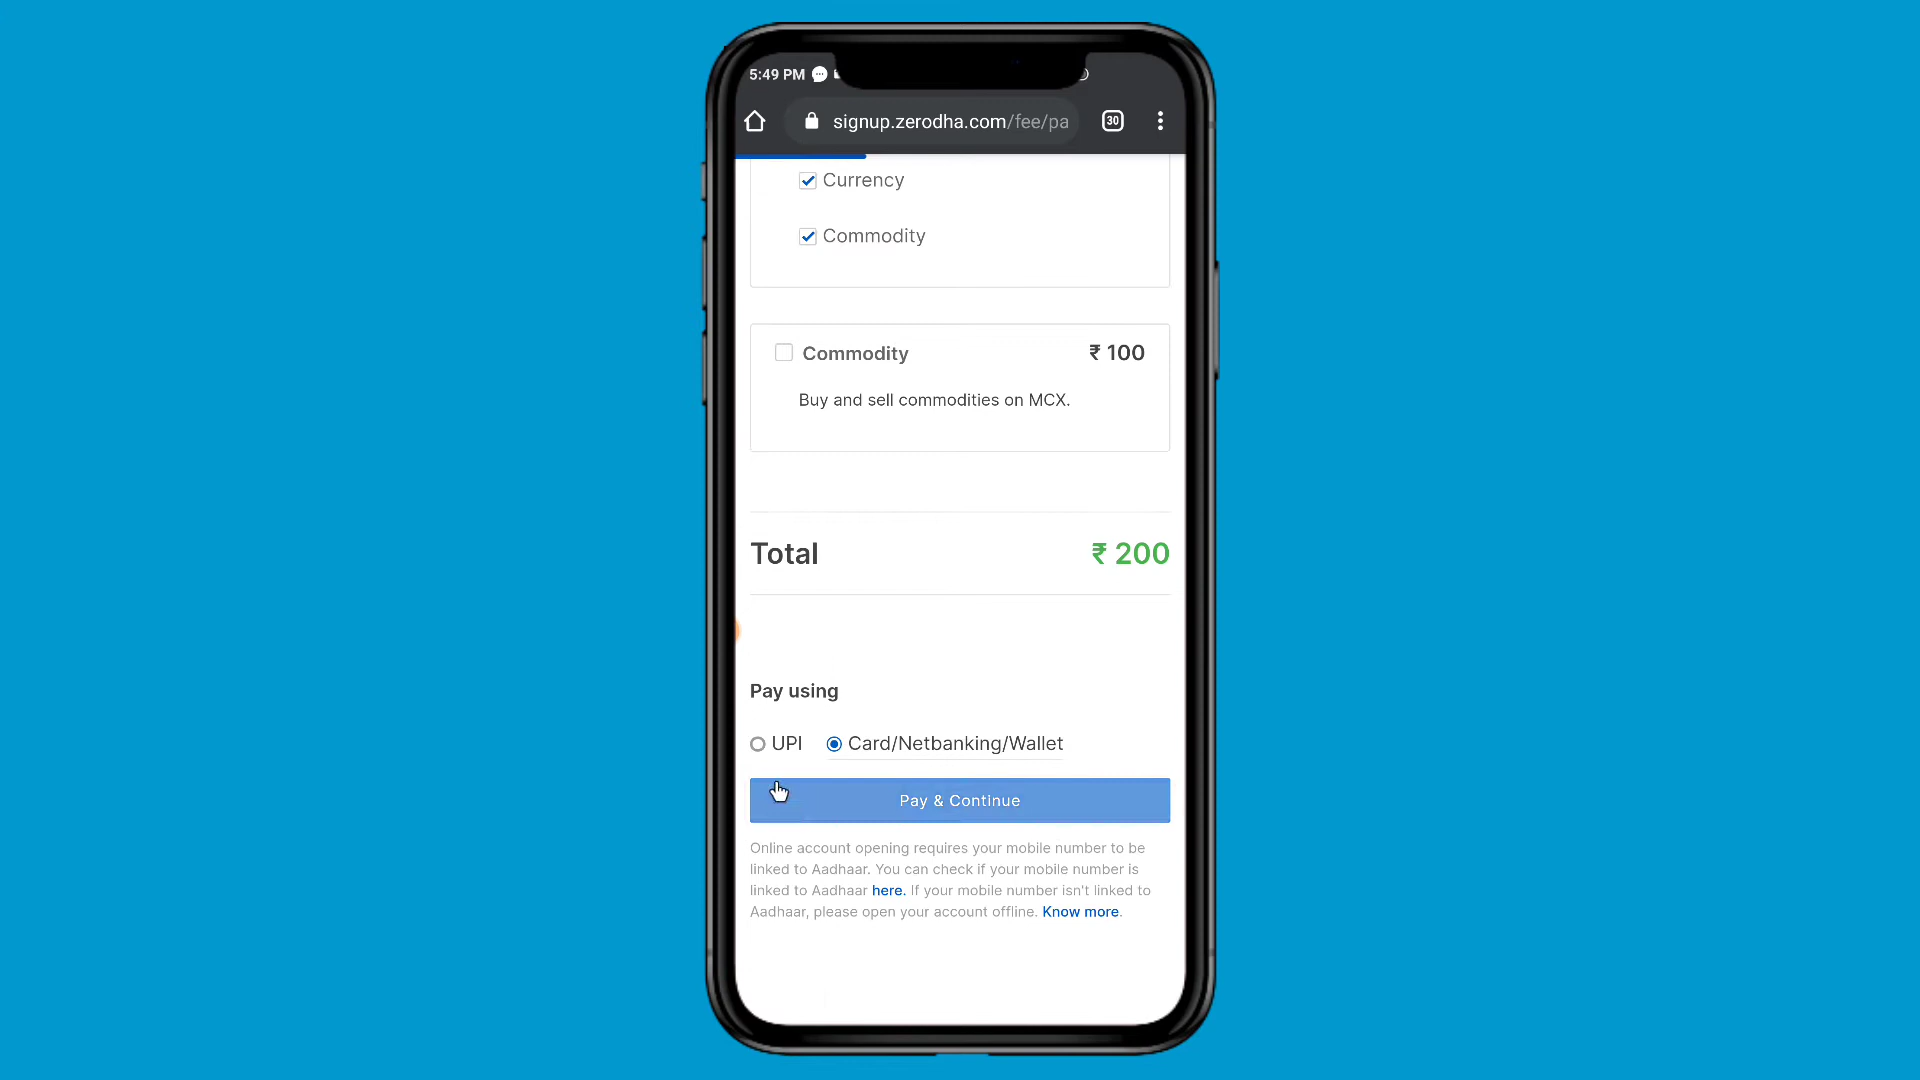 5:49 PM
signup.zerodha.com/fee/pa
30
Currency
Commodity
Commodity ₹ 100
Buy and sell commodities on MCX.
Total ₹ 200
Pay using
UPI Card/Netbanking/Wallet
Pay & Continue
Online account opening requires your mobile number to be
linked to Aadhaar. You can check if your mobile number is
linked to Aadhaar here. If your mobile number isn't linked to
Aadhaar, please open your account offline. Know more.